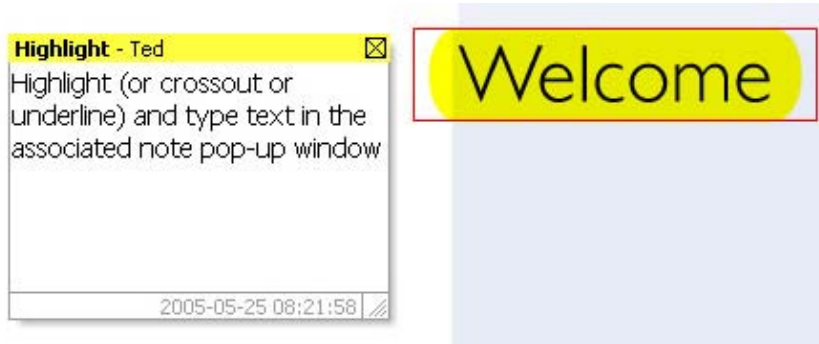 Highlight - Ted
Highlight (or crossout or
underline) and type text in the
associated note pop-up window
2005-05-25 08:21:58
Welcome